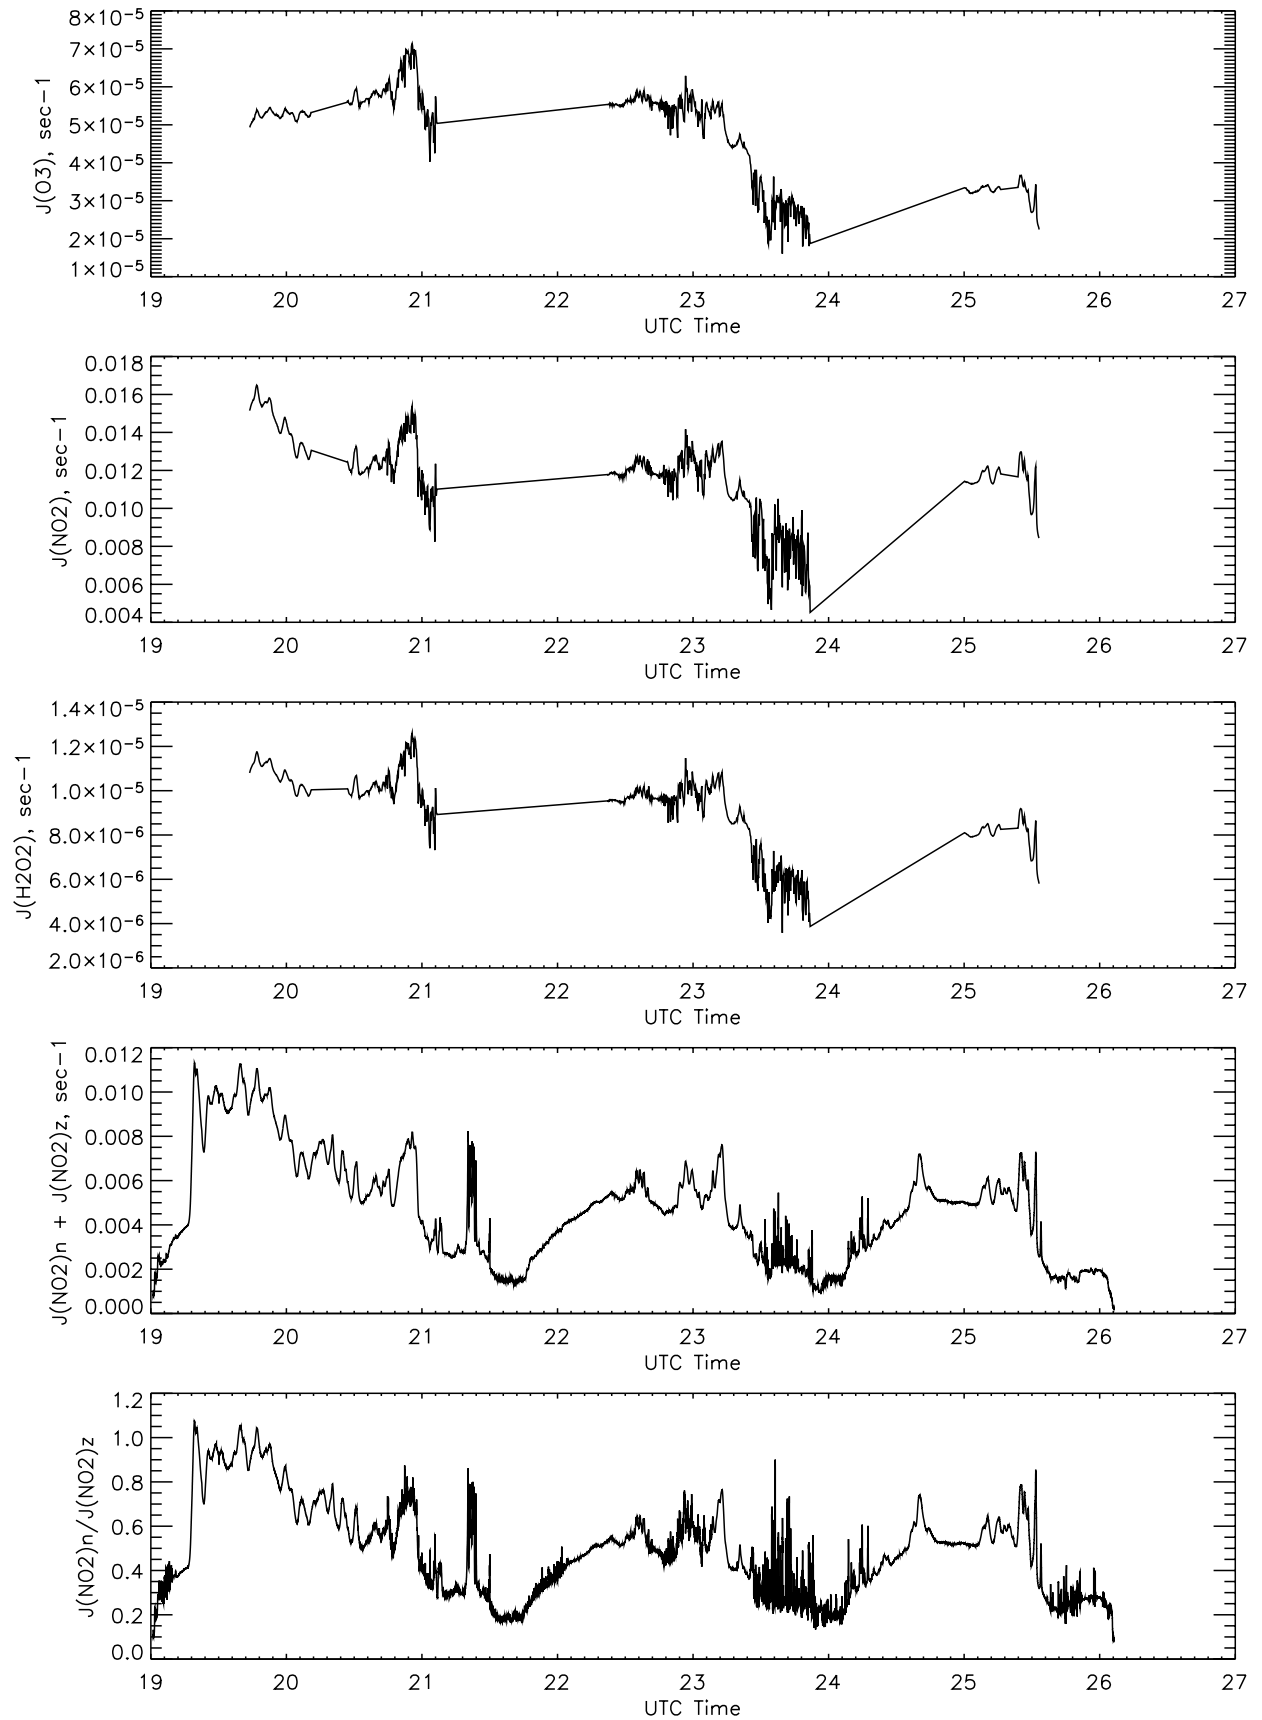 8×10⁻⁵
7×10⁻⁵
6×10⁻⁵
5×10⁻⁵
4×10⁻⁵
3×10⁻⁵
2×10⁻⁵
1×10⁻⁵
J(O3), sec−1
19 20 21 22 23 24 25 26 27
UTC Time
0.018
0.016
0.014
0.012
0.010
0.008
0.006
0.004
J(NO2), sec−1
19 20 21 22 23 24 25 26 27
UTC Time
1.4×10⁻⁵
1.2×10⁻⁵
1.0×10⁻⁵
8.0×10⁻⁶
6.0×10⁻⁶
4.0×10⁻⁶
2.0×10⁻⁶
J(H2O2), sec−1
19 20 21 22 23 24 25 26 27
UTC Time
0.012
0.010
0.008
0.006
0.004
0.002
0.000
J(NO2)n + J(NO2)z, sec−1
19 20 21 22 23 24 25 26 27
UTC Time
1.2
1.0
0.8
0.6
0.4
0.2
0.0
J(NO2)n/J(NO2)z
19 20 21 22 23 24 25 26 27
UTC Time